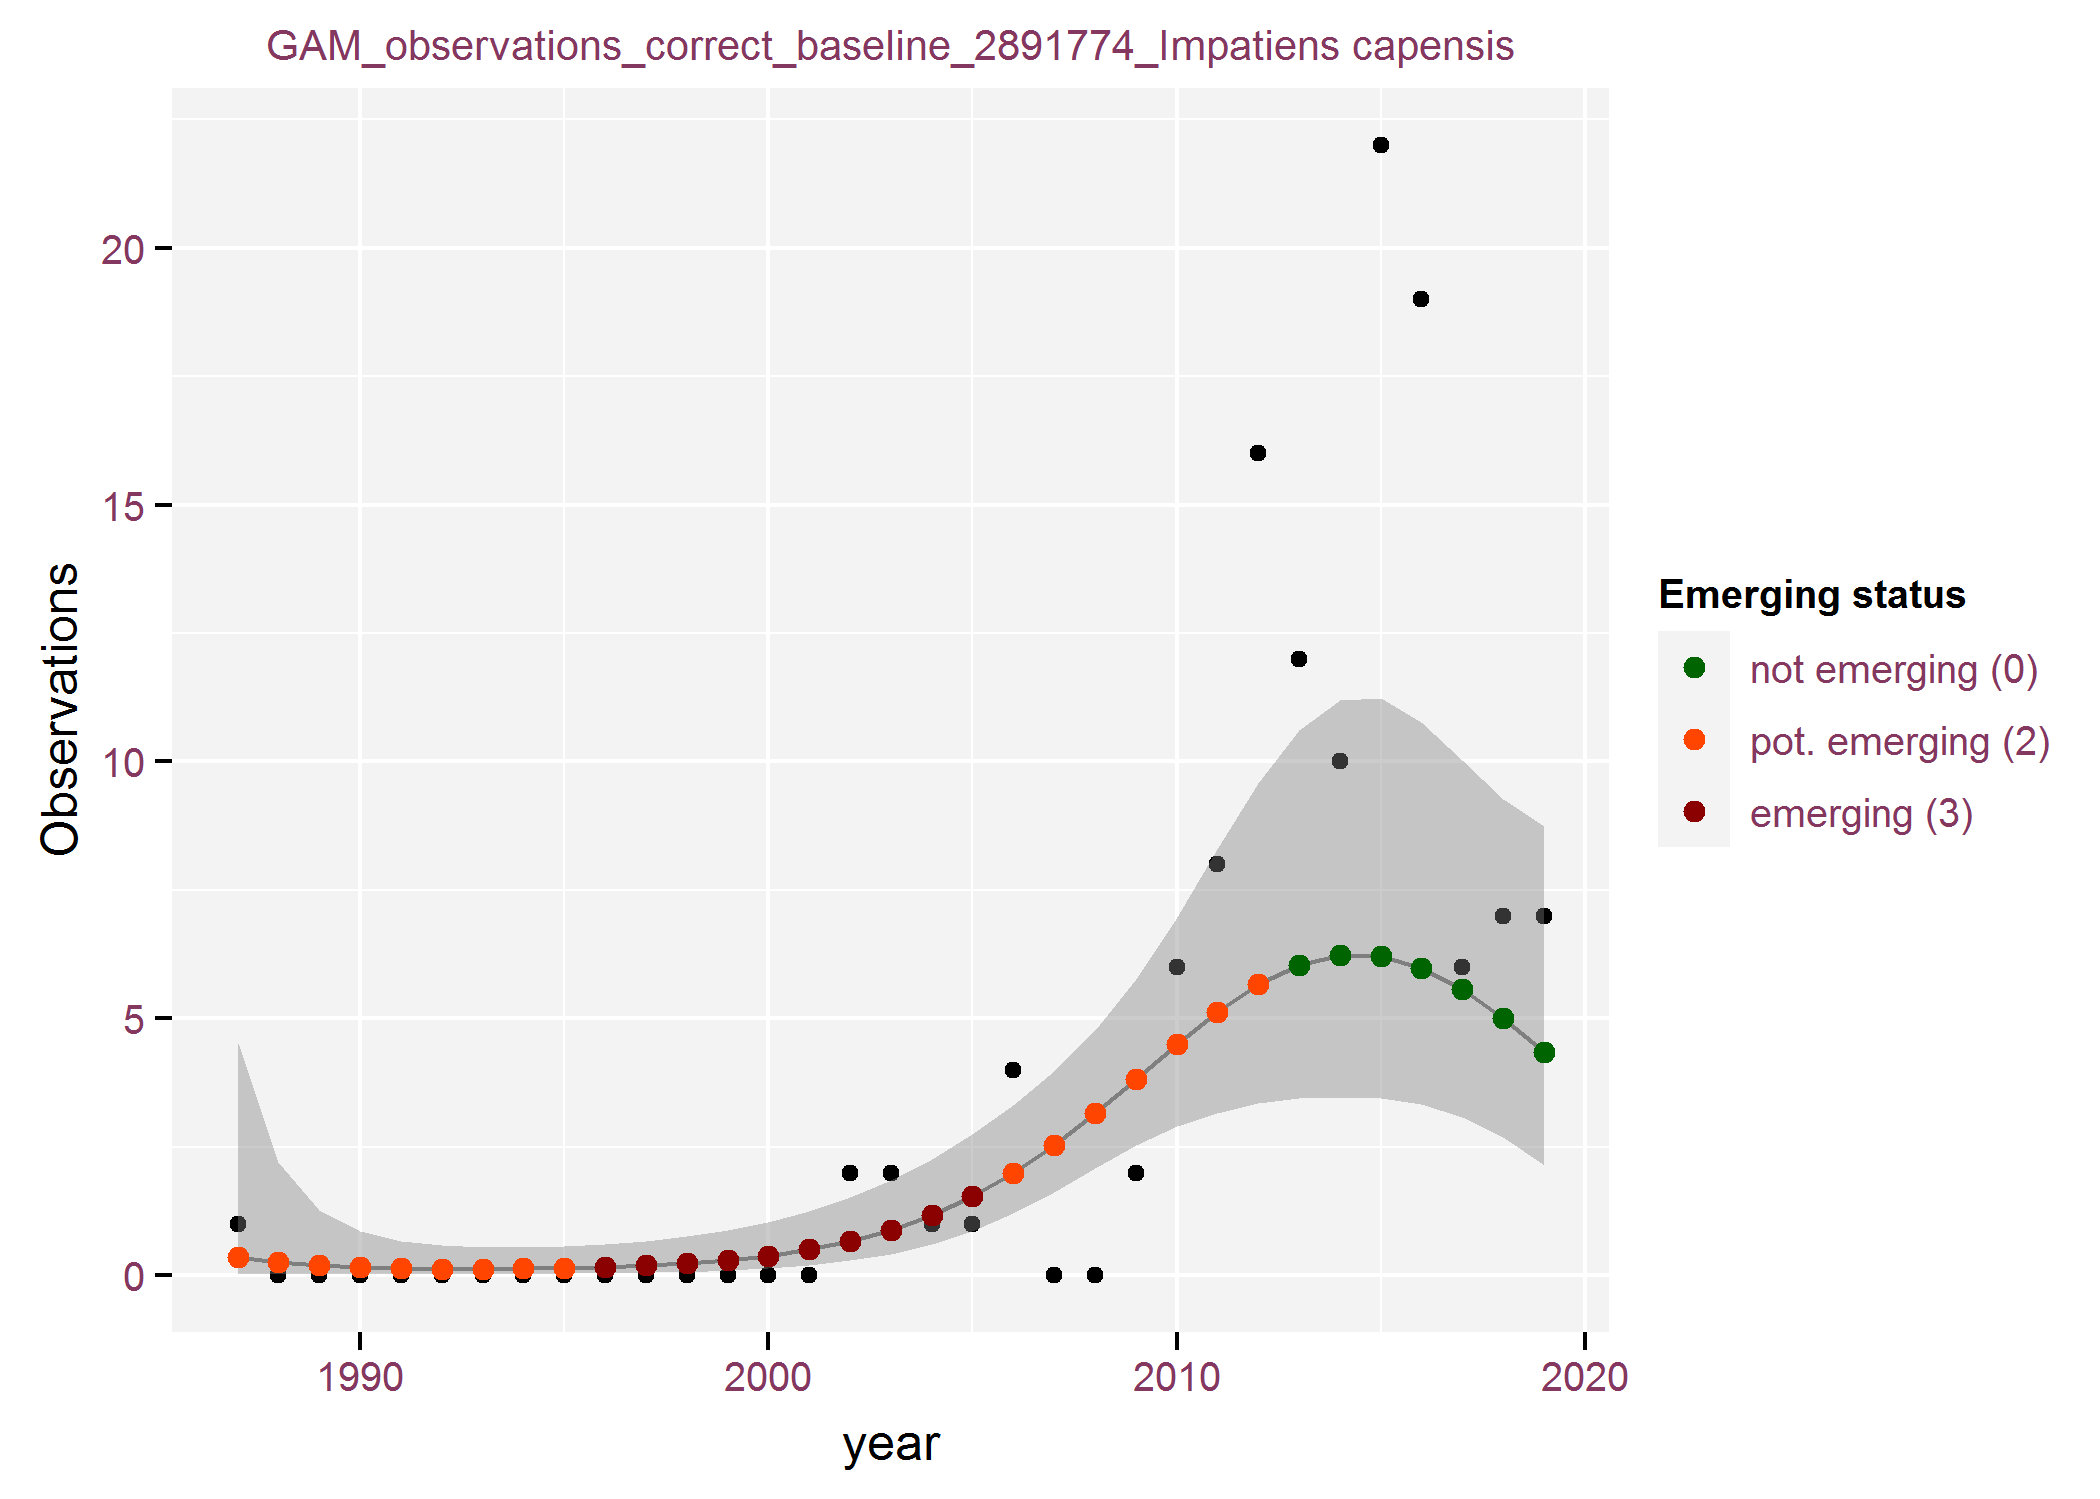 GAM_observations_correct_baseline_2891774_Impatiens capensis
Observations
20
15
10
5
0
1990
2000
2010
2020
year
Emerging status
not emerging (0)
pot. emerging (2)
emerging (3)